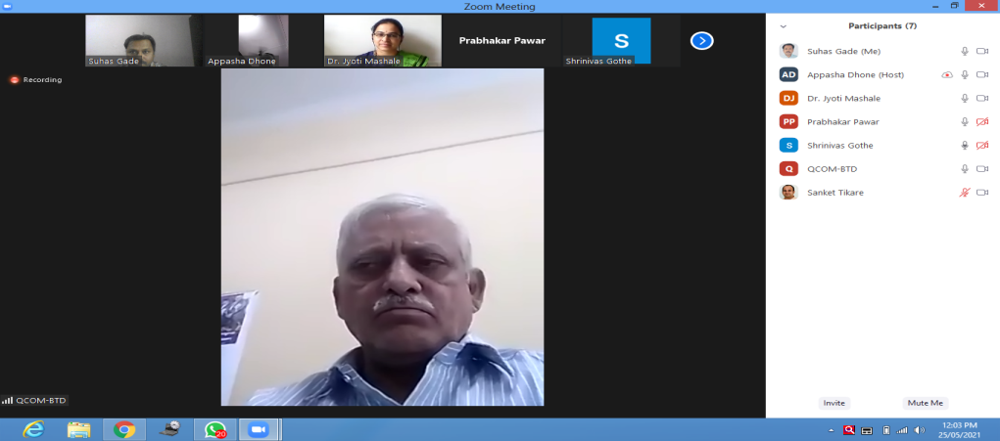 Zoom Meeting
Suhas Gade
Appasha Dhone
Dr. Jyoti Mashale
Prabhakar Pawar
S
Shrinivas Gothe
Recording
QCOM-BTD
Participants (7)
Suhas Gade (Me)
AD Appasha Dhone (Host)
DJ Dr. Jyoti Mashale
PP Prabhakar Pawar
S Shrinivas Gothe
Q QCOM-BTD
Sanket Tikare
Invite Mute Me
20
12:03 PM
25/05/2021